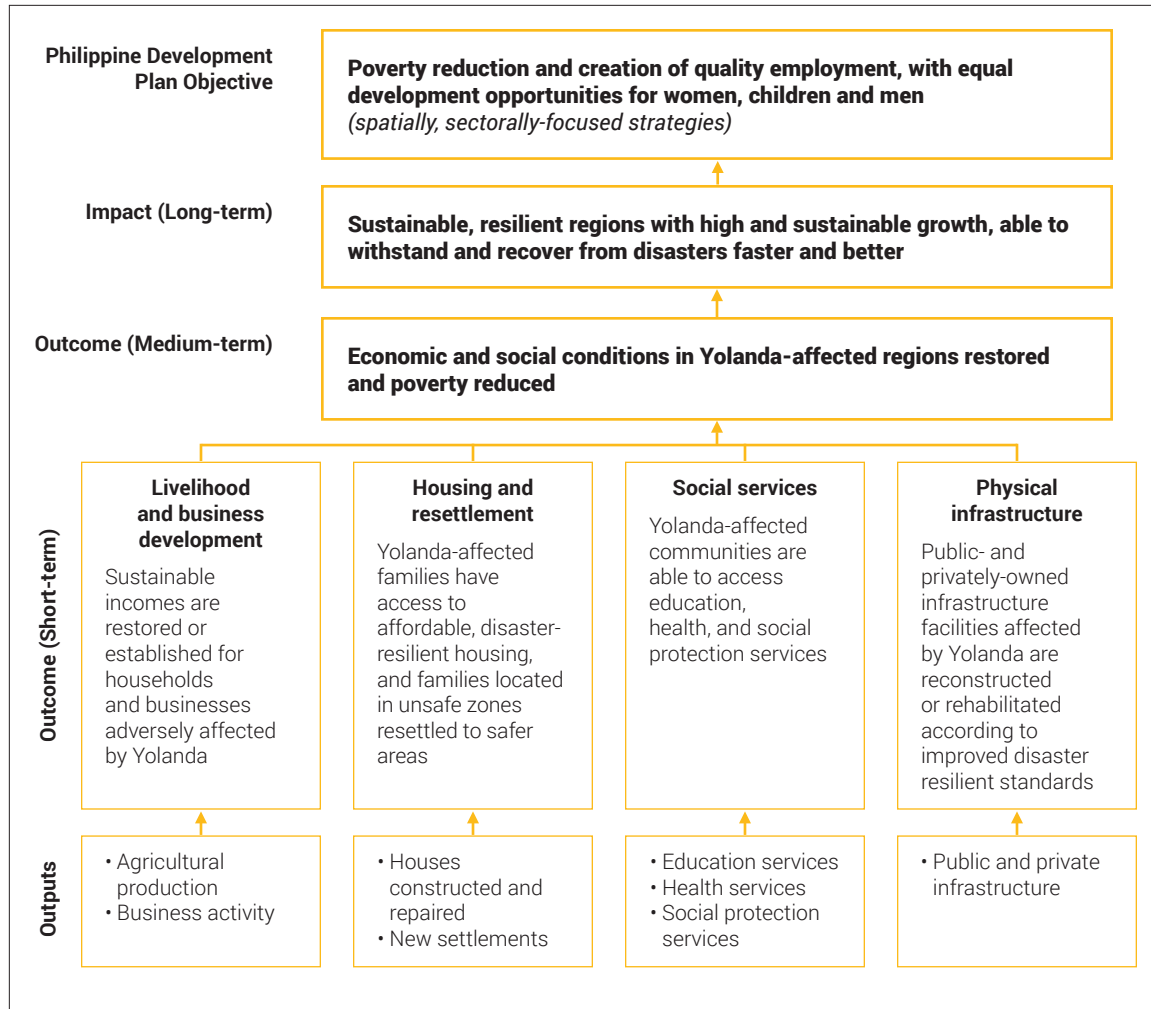 Philippine Development
Plan Objective
Poverty reduction and creation of quality employment, with equal
development opportunities for women, children and men
(spatially, sectorally-focused strategies)
Impact (Long-term)
Sustainable, resilient regions with high and sustainable growth, able to
withstand and recover from disasters faster and better
Outcome (Medium-term)
Economic and social conditions in Yolanda-affected regions restored
and poverty reduced
Outcome (Short-term)
Livelihood
and business
development
Sustainable
incomes are
restored or
established for
households
and businesses
adversely affected
by Yolanda
Housing and
resettlement
Yolanda-affected
families have
access to
affordable, disaster-
resilient housing,
and families located
in unsafe zones
resettled to safer
areas
Social services
Yolanda-affected
communities are
able to access
education,
health, and social
protection services
Physical
infrastructure
Public- and
privately-owned
infrastructure
facilities affected
by Yolanda are
reconstructed
or rehabilitated
according to
improved disaster
resilient standards
Outputs
• Agricultural
production
• Business activity
• Houses
constructed and
repaired
• New settlements
• Education services
• Health services
• Social protection
services
• Public and private
infrastructure